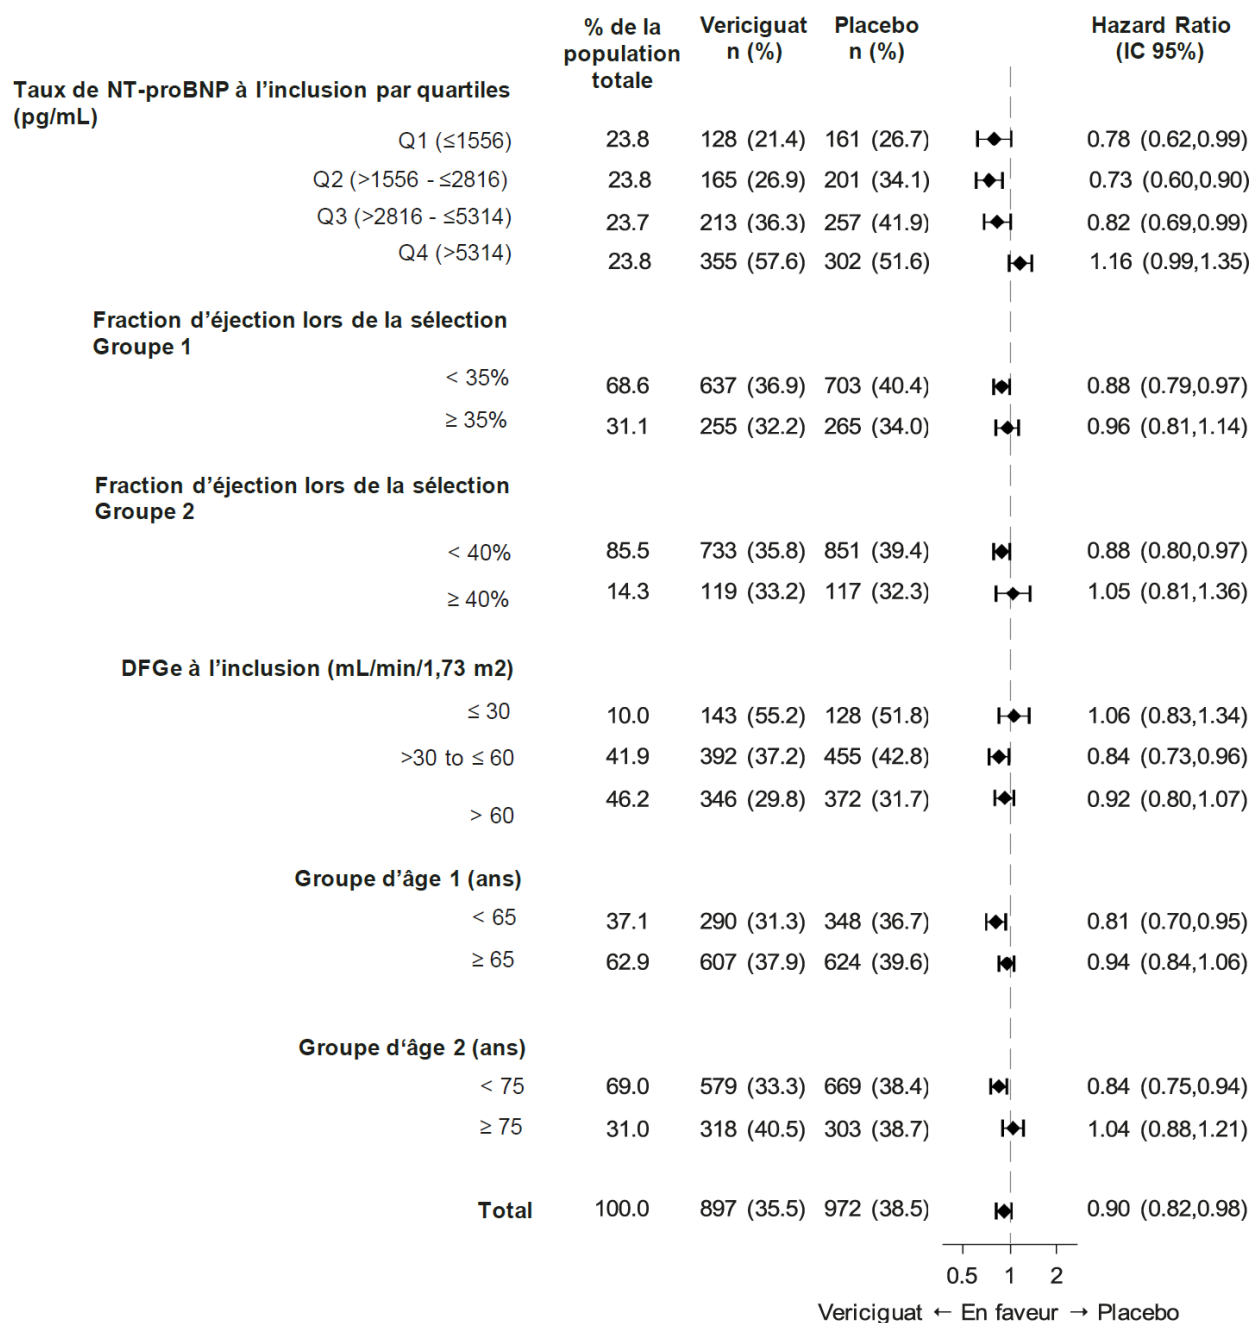 % de la Vericiguat Placebo Hazard Ratio
population n (%) n (%) (IC 95%)
totale
Taux de NT-proBNP à l’inclusion par quartiles
(pg/mL)
Q1 (≤1556) 23.8 128 (21.4) 161 (26.7) 0.78 (0.62,0.99)
Q2 (>1556 - ≤2816) 23.8 165 (26.9) 201 (34.1) 0.73 (0.60,0.90)
Q3 (>2816 - ≤5314) 23.7 213 (36.3) 257 (41.9) 0.82 (0.69,0.99)
Q4 (>5314) 23.8 355 (57.6) 302 (51.6) 1.16 (0.99,1.35)
Fraction d’éjection lors de la sélection
Groupe 1
< 35% 68.6 637 (36.9) 703 (40.4) 0.88 (0.79,0.97)
≥ 35% 31.1 255 (32.2) 265 (34.0) 0.96 (0.81,1.14)
Fraction d’éjection lors de la sélection
Groupe 2
< 40% 85.5 733 (35.8) 851 (39.4) 0.88 (0.80,0.97)
≥ 40% 14.3 119 (33.2) 117 (32.3) 1.05 (0.81,1.36)
DFGe à l’inclusion (mL/min/1,73 m2)
≤ 30 10.0 143 (55.2) 128 (51.8) 1.06 (0.83,1.34)
>30 to ≤ 60 41.9 392 (37.2) 455 (42.8) 0.84 (0.73,0.96)
> 60 46.2 346 (29.8) 372 (31.7) 0.92 (0.80,1.07)
Groupe d’âge 1 (ans)
< 65 37.1 290 (31.3) 348 (36.7) 0.81 (0.70,0.95)
≥ 65 62.9 607 (37.9) 624 (39.6) 0.94 (0.84,1.06)
Groupe d‘âge 2 (ans)
< 75 69.0 579 (33.3) 669 (38.4) 0.84 (0.75,0.94)
≥ 75 31.0 318 (40.5) 303 (38.7) 1.04 (0.88,1.21)
Total 100.0 897 (35.5) 972 (38.5) 0.90 (0.82,0.98)
0.5 1 2
Vericiguat ← En faveur → Placebo